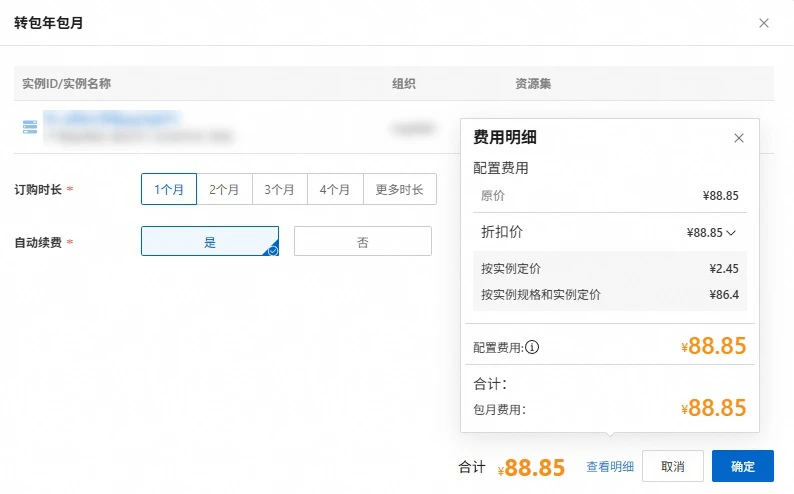 转包年包月
实例ID/实例名称 组织 资源集
订购时长 * 1个月 2个月 3个月 4个月 更多时长
自动续费 * 是 否
费用明细
配置费用
原价 ¥88.85
折扣价 ¥88.85
按实例定价 ¥2.45
按实例规格和实例定价 ¥86.4
配置费用: ¥88.85
合计：
包月费用： ¥88.85
合计 ¥88.85 查看明细 取消 确定